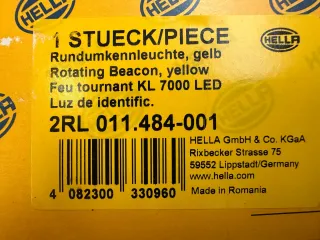 1 STUECK/PIECE
HELLA
Rundumkennleuchte, gelb
Rotating Beacon, yellow
Feu tournant KL 7000 LED
Luz de identific.
2RL 011.484-001
HELLA GmbH & Co. KGaA
Rixbecker Strasse 75
59552 Lippstadt/Germany
www.hella.com
Made in Romania
4 082300 330960